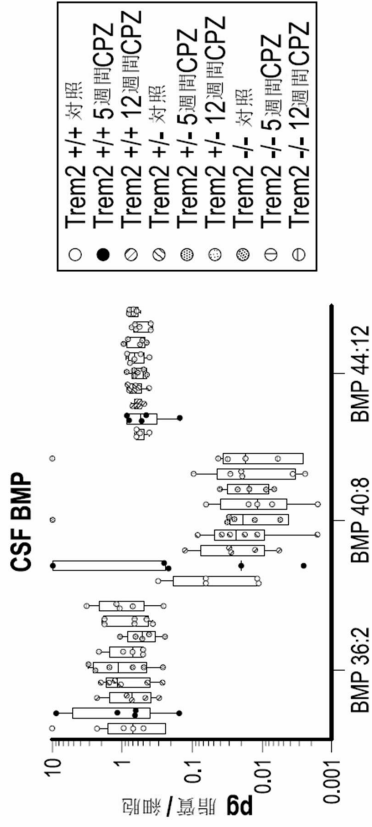 CSF BMP
pg 脂質/細胞
10
1
0.1
0.01
0.001
BMP 36:2
BMP 40:8
BMP 44:12
Trem2 +/+ 対照
Trem2 +/+ 5週間CPZ
Trem2 +/+ 12週間CPZ
Trem2 +/- 対照
Trem2 +/- 5週間CPZ
Trem2 +/- 12週間CPZ
Trem2 -/- 対照
Trem2 -/- 5週間CPZ
Trem2 -/- 12週間CPZ